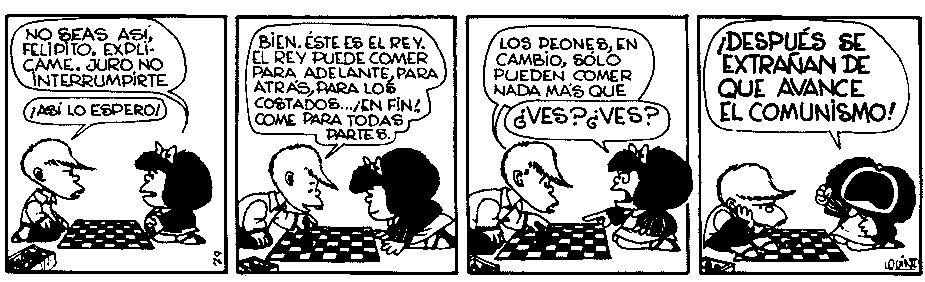 NO SEAS ASÍ,
FELIPITO. EXPLÍ-
CAME. JURO NO
INTERRUMPIRTE
¡ASÍ LO ESPERO!
BIEN. ÉSTE ES EL REY.
EL REY PUEDE COMER
PARA ADELANTE, PARA
ATRÁS, PARA LOS
COSTADOS...¡EN FIN!
COME PARA TODAS
PARTES.
LOS PEONES, EN
CAMBIO, SÓLO
PUEDEN COMER
NADA MÁS QUE
¿VES? ¿VES?
¡DESPUÉS SE
EXTRAÑAN DE
QUE AVANCE
EL COMUNISMO!